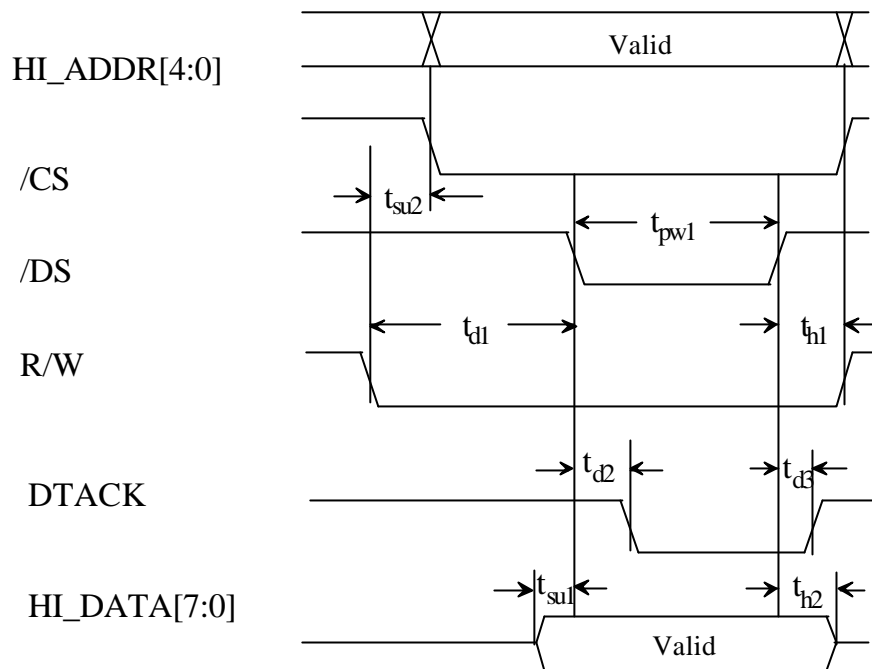 Valid
HI_ADDR[4:0]
/CS
tsu2
tpw1
/DS
td1
th1
R/W
td2
td3
DTACK
tsu1
th2
HI_DATA[7:0]
Valid